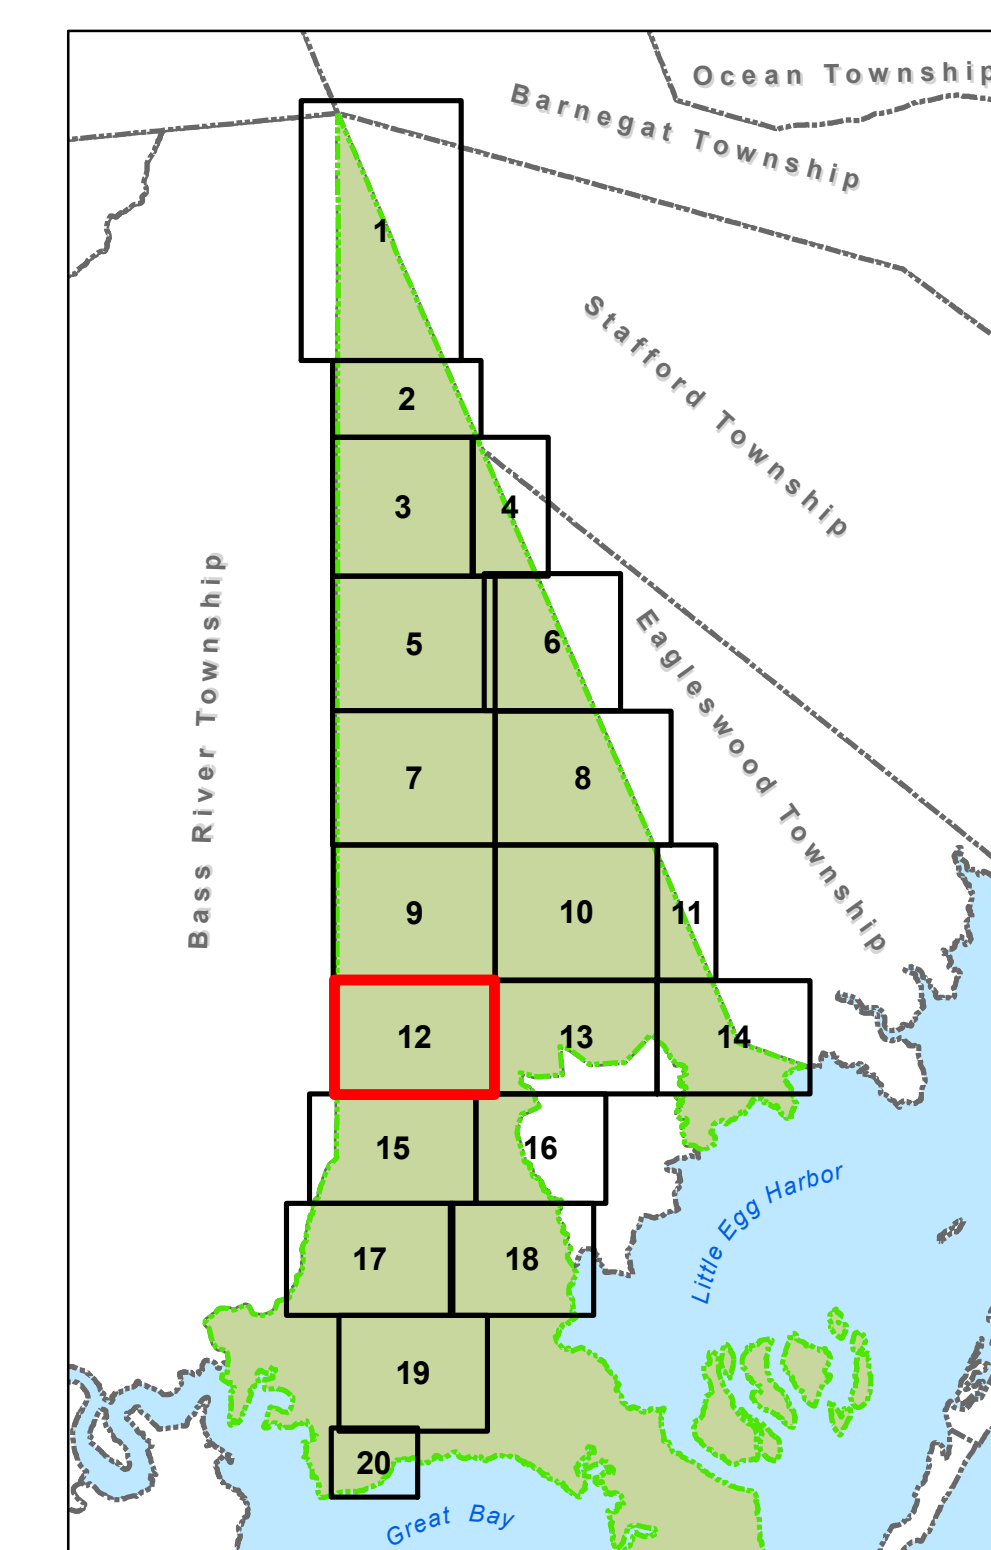 Ocean Township
Barnegat Township
1
Stafford Township
2
3
4
Bass River Township
5
6
Eagleswood Township
7
8
9
10
11
12
13
14
15
16
Little Egg Harbor
17
18
19
20
Great Bay